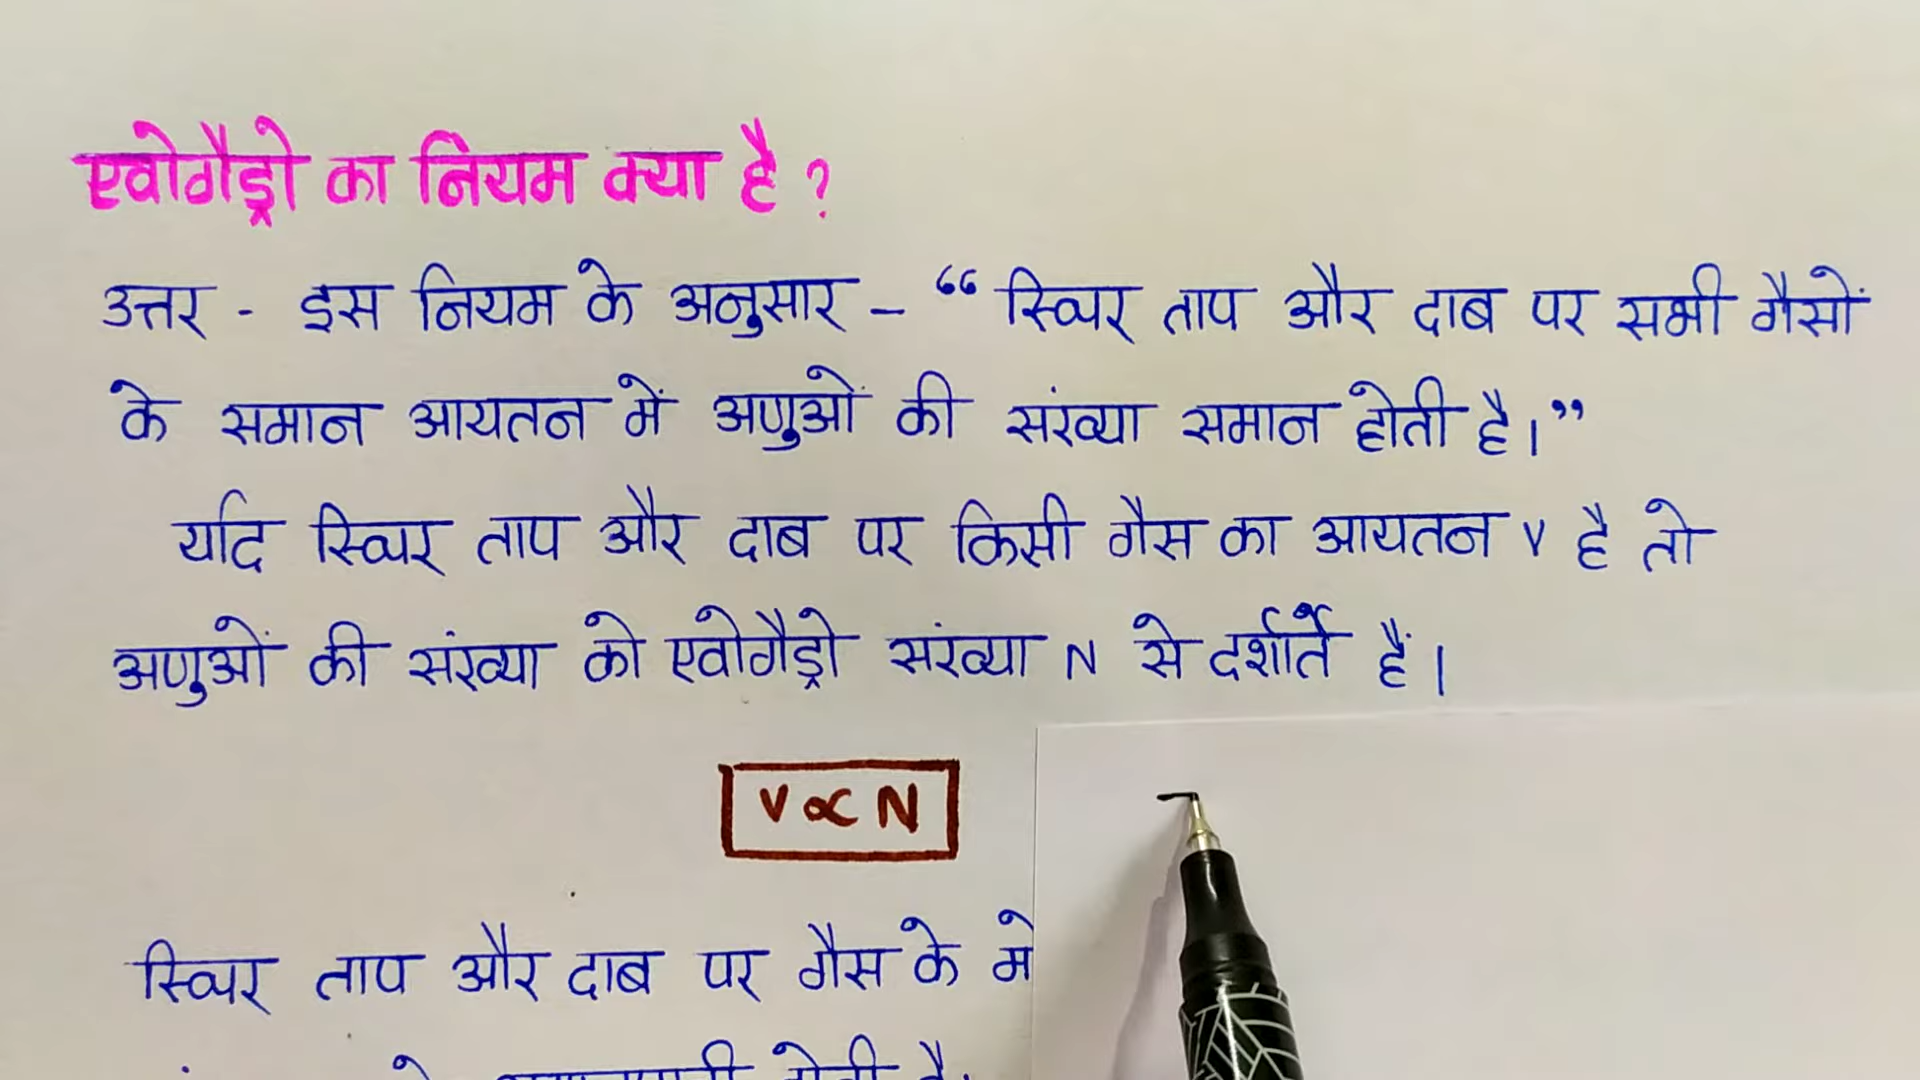 एवोगैड्रो का नियम क्या है ?
उत्तर - इस नियम के अनुसार - “ स्थिर ताप और दाब पर सभी गैसों
के समान आयतन में अणुओं की संख्या समान होती है।”
यदि स्थिर ताप और दाब पर किसी गैस का आयतन V है तो
अणुओं की संख्या को एवोगैड्रो संख्या N से दर्शाते हैं।
V ∝ N
स्थिर ताप और दाब पर गैस के
होती है